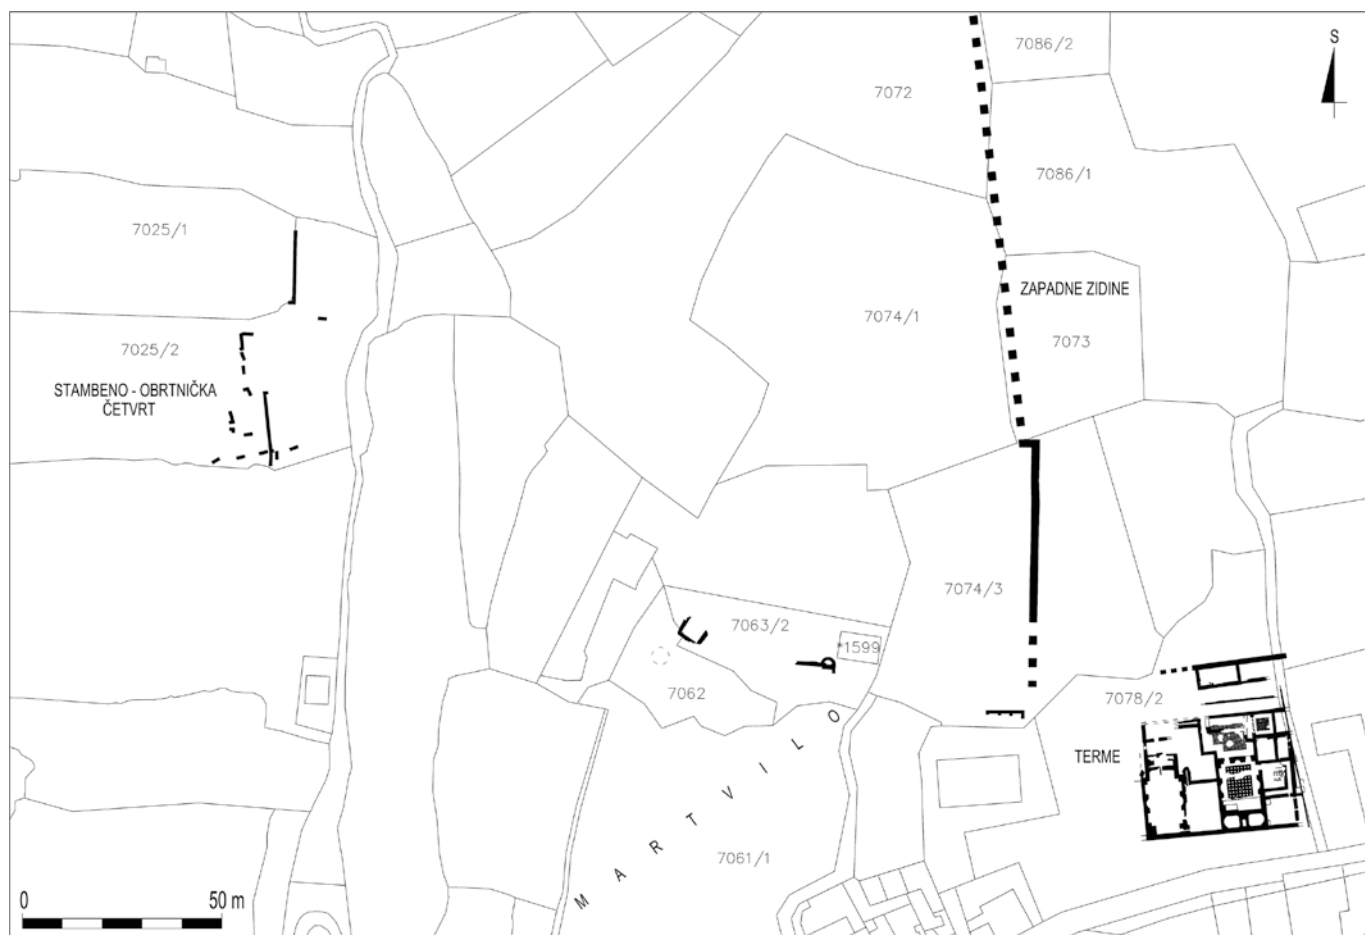 S
7086/2
7072
7086/1
7025/1
ZAPADNE ZIDINE
7074/1
7073
7025/2
STAMBENO - OBRTNIČKA
ČETVRT
7074/3
7063/2
*1599
7062
7078/2
TERME
MARTVILO
7061/1
0 50 m